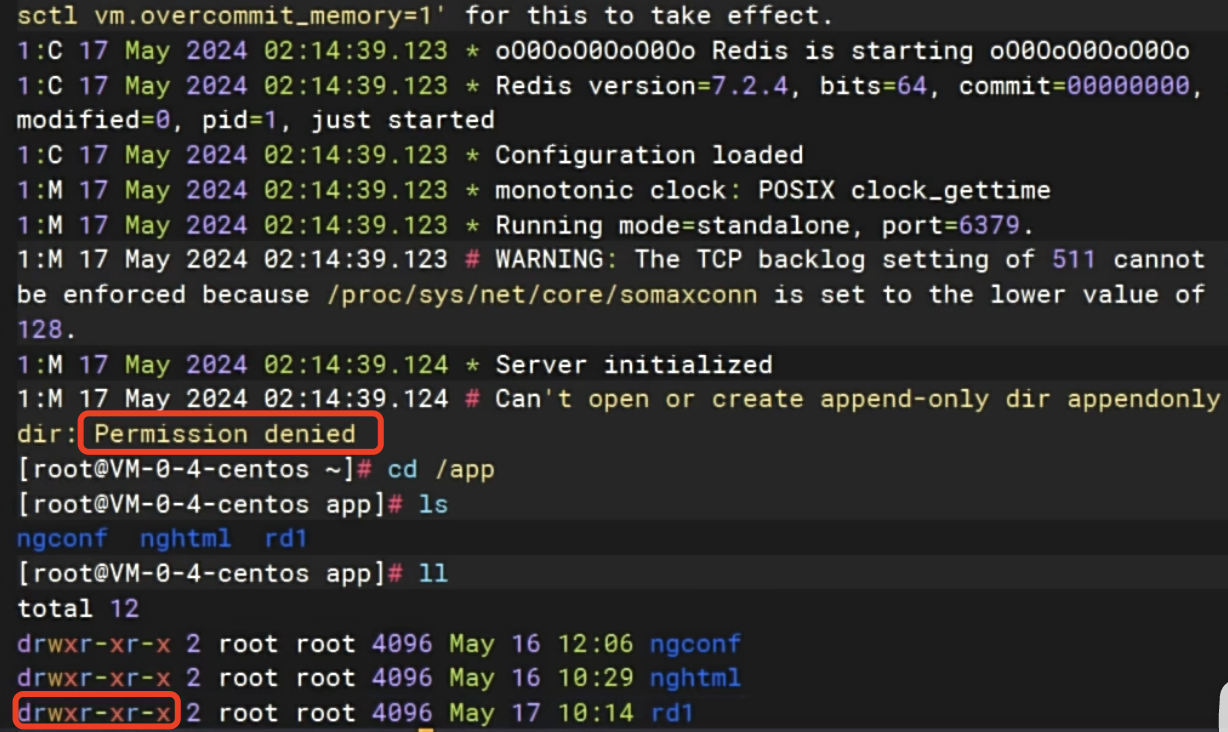 sctl vm.overcommit_memory=1' for this to take effect.
1:C 17 May 2024 02:14:39.123 * oO0OoO0OoO0Oo Redis is starting oO0OoO0OoO0Oo
1:C 17 May 2024 02:14:39.123 * Redis version=7.2.4, bits=64, commit=00000000,
modified=0, pid=1, just started
1:C 17 May 2024 02:14:39.123 * Configuration loaded
1:M 17 May 2024 02:14:39.123 * monotonic clock: POSIX clock_gettime
1:M 17 May 2024 02:14:39.123 * Running mode=standalone, port=6379.
1:M 17 May 2024 02:14:39.123 # WARNING: The TCP backlog setting of 511 cannot
be enforced because /proc/sys/net/core/somaxconn is set to the lower value of
128.
1:M 17 May 2024 02:14:39.124 * Server initialized
1:M 17 May 2024 02:14:39.124 # Can't open or create append-only dir appendonly
dir: Permission denied
[root@VM-0-4-centos ~]# cd /app
[root@VM-0-4-centos app]# ls
ngconf  nghtml  rd1
[root@VM-0-4-centos app]# ll
total 12
drwxr-xr-x 2 root root 4096 May 16 12:06 ngconf
drwxr-xr-x 2 root root 4096 May 16 10:29 nghtml
drwxr-xr-x 2 root root 4096 May 17 10:14 rd1